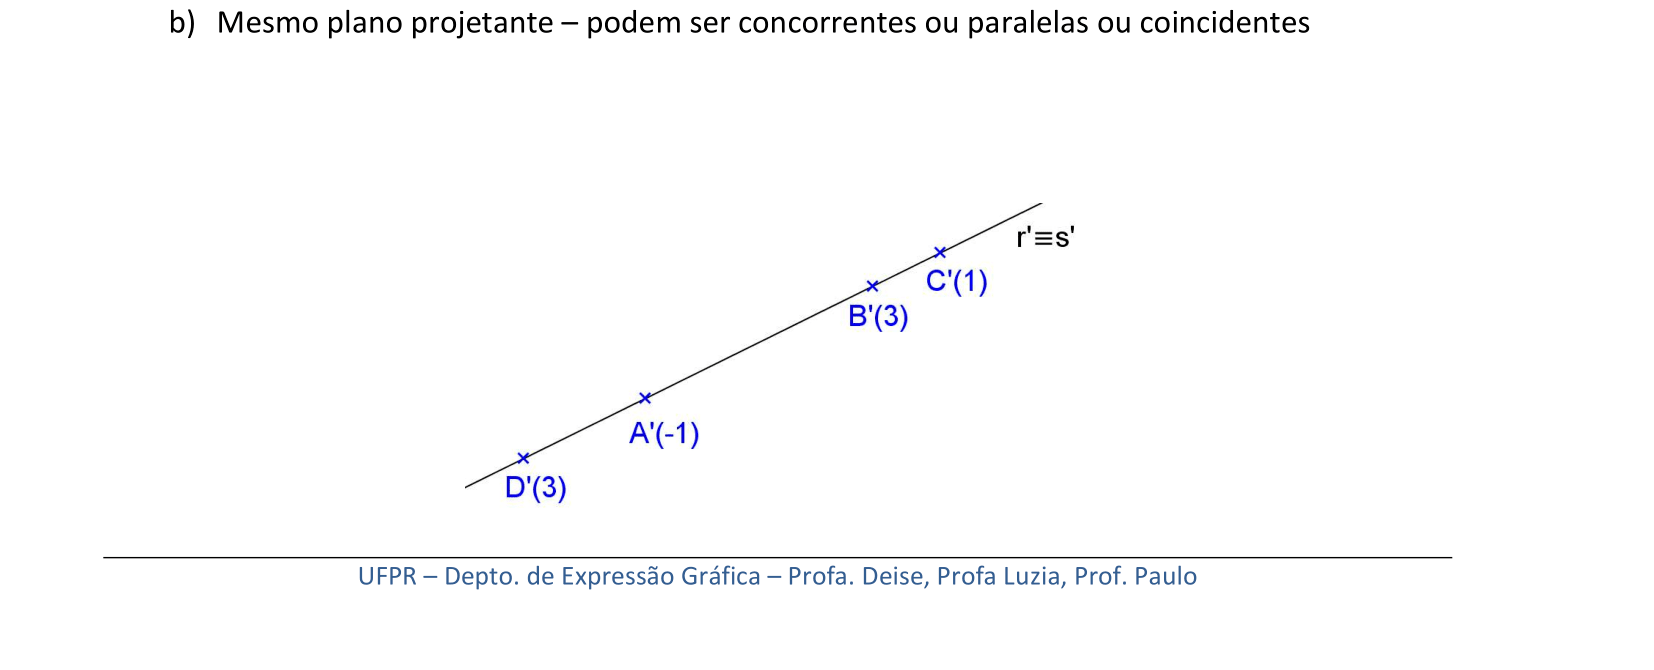 b) Mesmo plano projetante – podem ser concorrentes ou paralelas ou coincidentes
r'≡s'
C'(1)
B'(3)
A'(-1)
D'(3)
UFPR – Depto. de Expressão Gráfica – Profa. Deise, Profa Luzia, Prof. Paulo